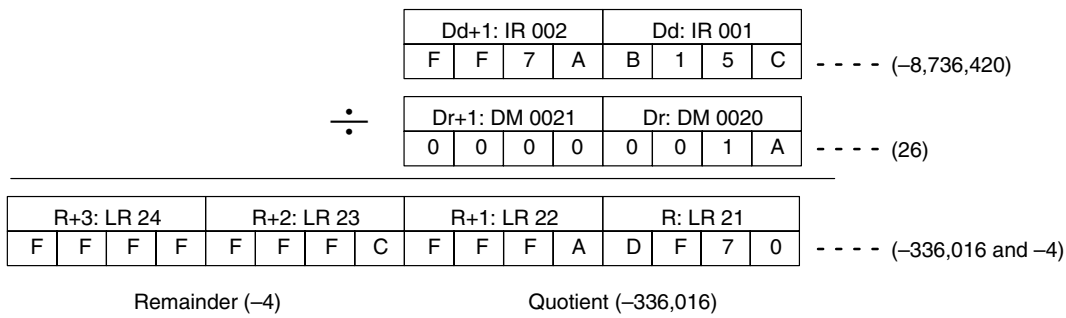 Dd+1: IR 002 Dd: IR 001
F F 7 A B 1 5 C - - - - (–8,736,420)
÷ Dr+1: DM 0021 Dr: DM 0020
0 0 0 0 0 0 1 A - - - - (26)
R+3: LR 24 R+2: LR 23 R+1: LR 22 R: LR 21
F F F F F F F C F F F A D F 7 0 - - - - (–336,016 and –4)
Remainder (–4) Quotient (–336,016)